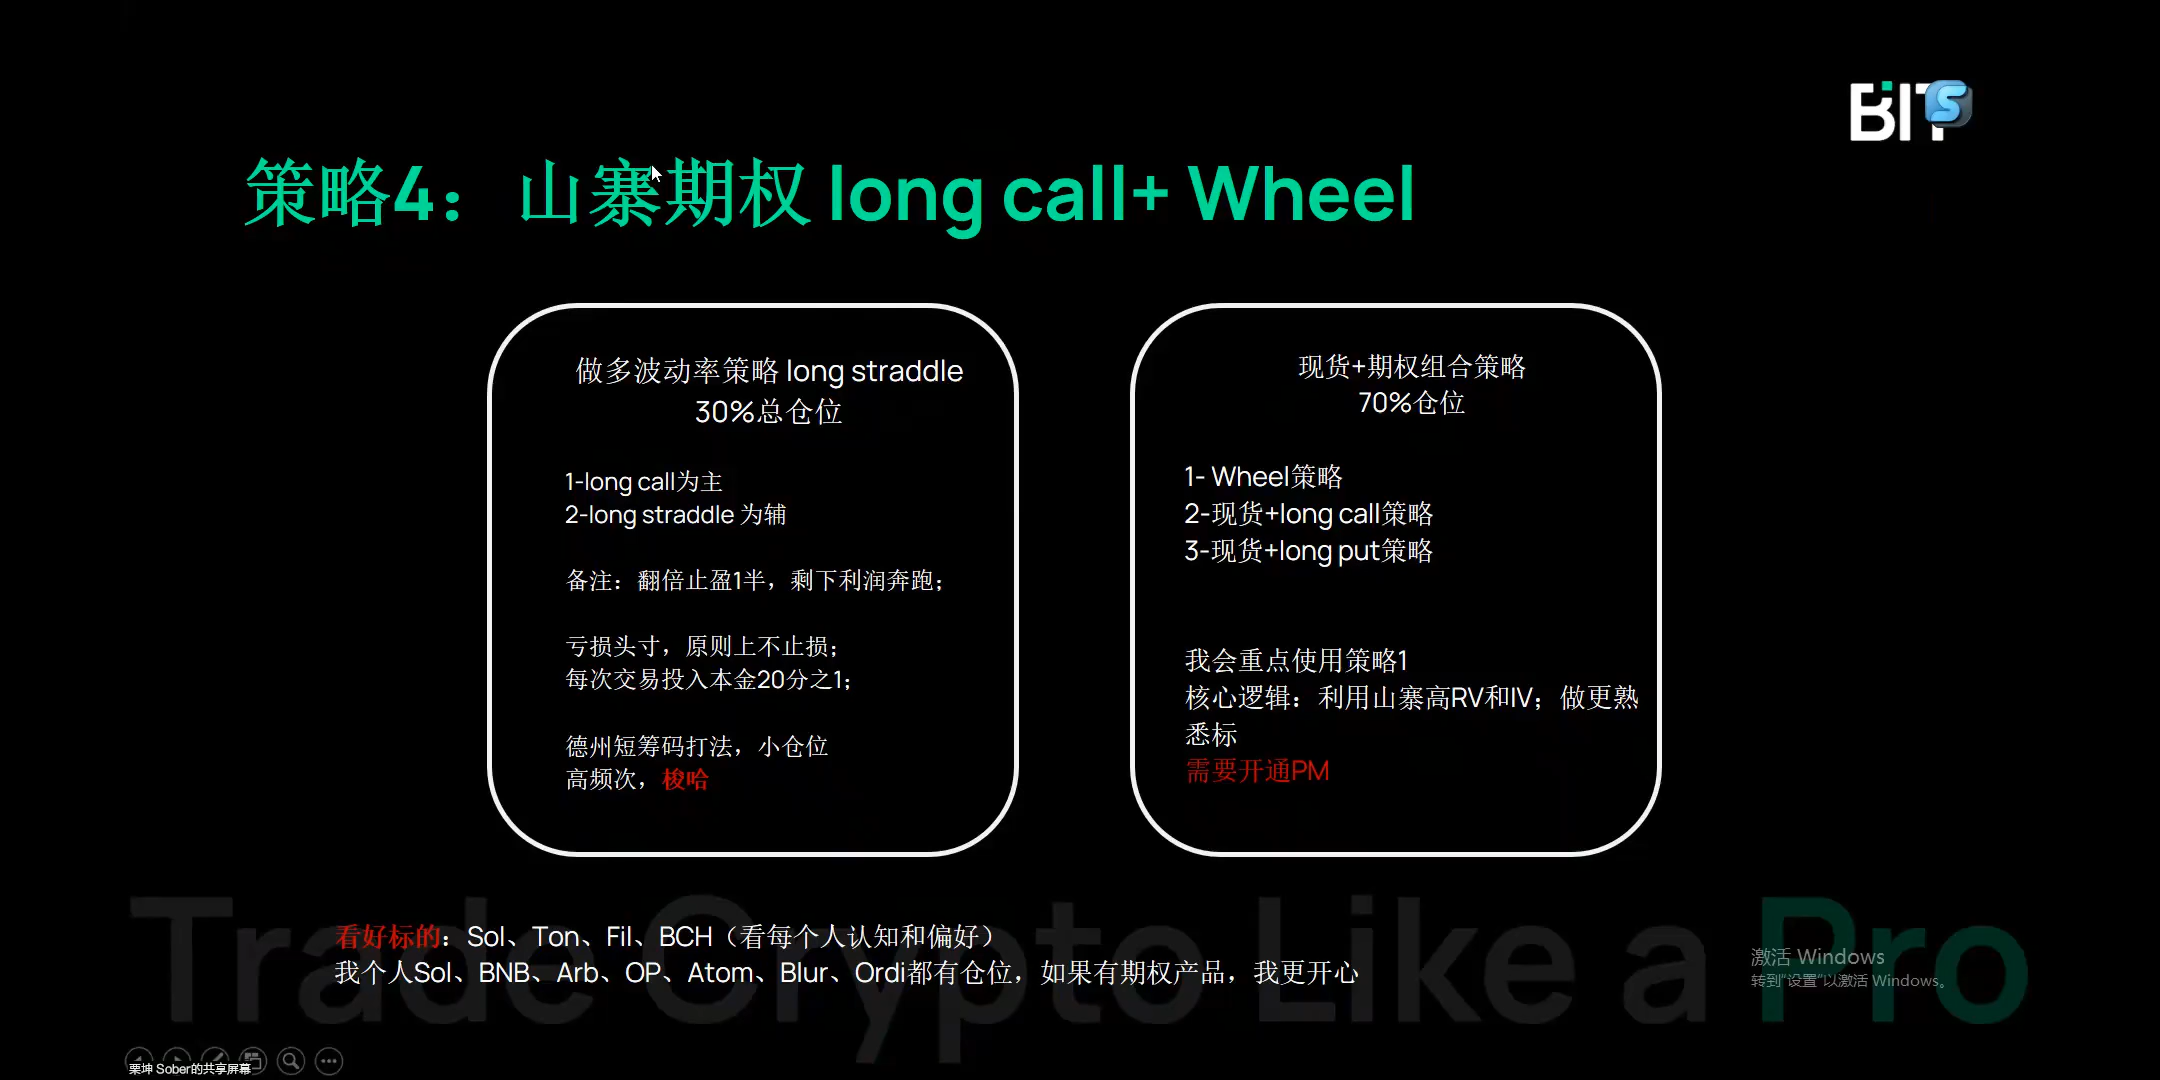 BIT
策略4：山寨期权 long call+ Wheel
做多波动率策略 long straddle
30%总仓位
1-long call为主
2-long straddle 为辅
备注：翻倍止盈1半，剩下利润奔跑；
亏损头寸，原则上不止损；
每次交易投入本金20分之1；
德州短筹码打法，小仓位
高频次，梭哈
现货+期权组合策略
70%仓位
1- Wheel策略
2-现货+long call策略
3-现货+long put策略
我会重点使用策略1
核心逻辑：利用山寨高RV和IV；做更熟
悉标
需要开通PM
Trade Crypto Like a Pro
看好标的：Sol、Ton、Fil、BCH（看每个人认知和偏好）
我个人Sol、BNB、Arb、OP、Atom、Blur、Ordi都有仓位，如果有期权产品，我更开心
激活 Windows
转到"设置"以激活 Windows。
栗坤 Sober的共享屏幕